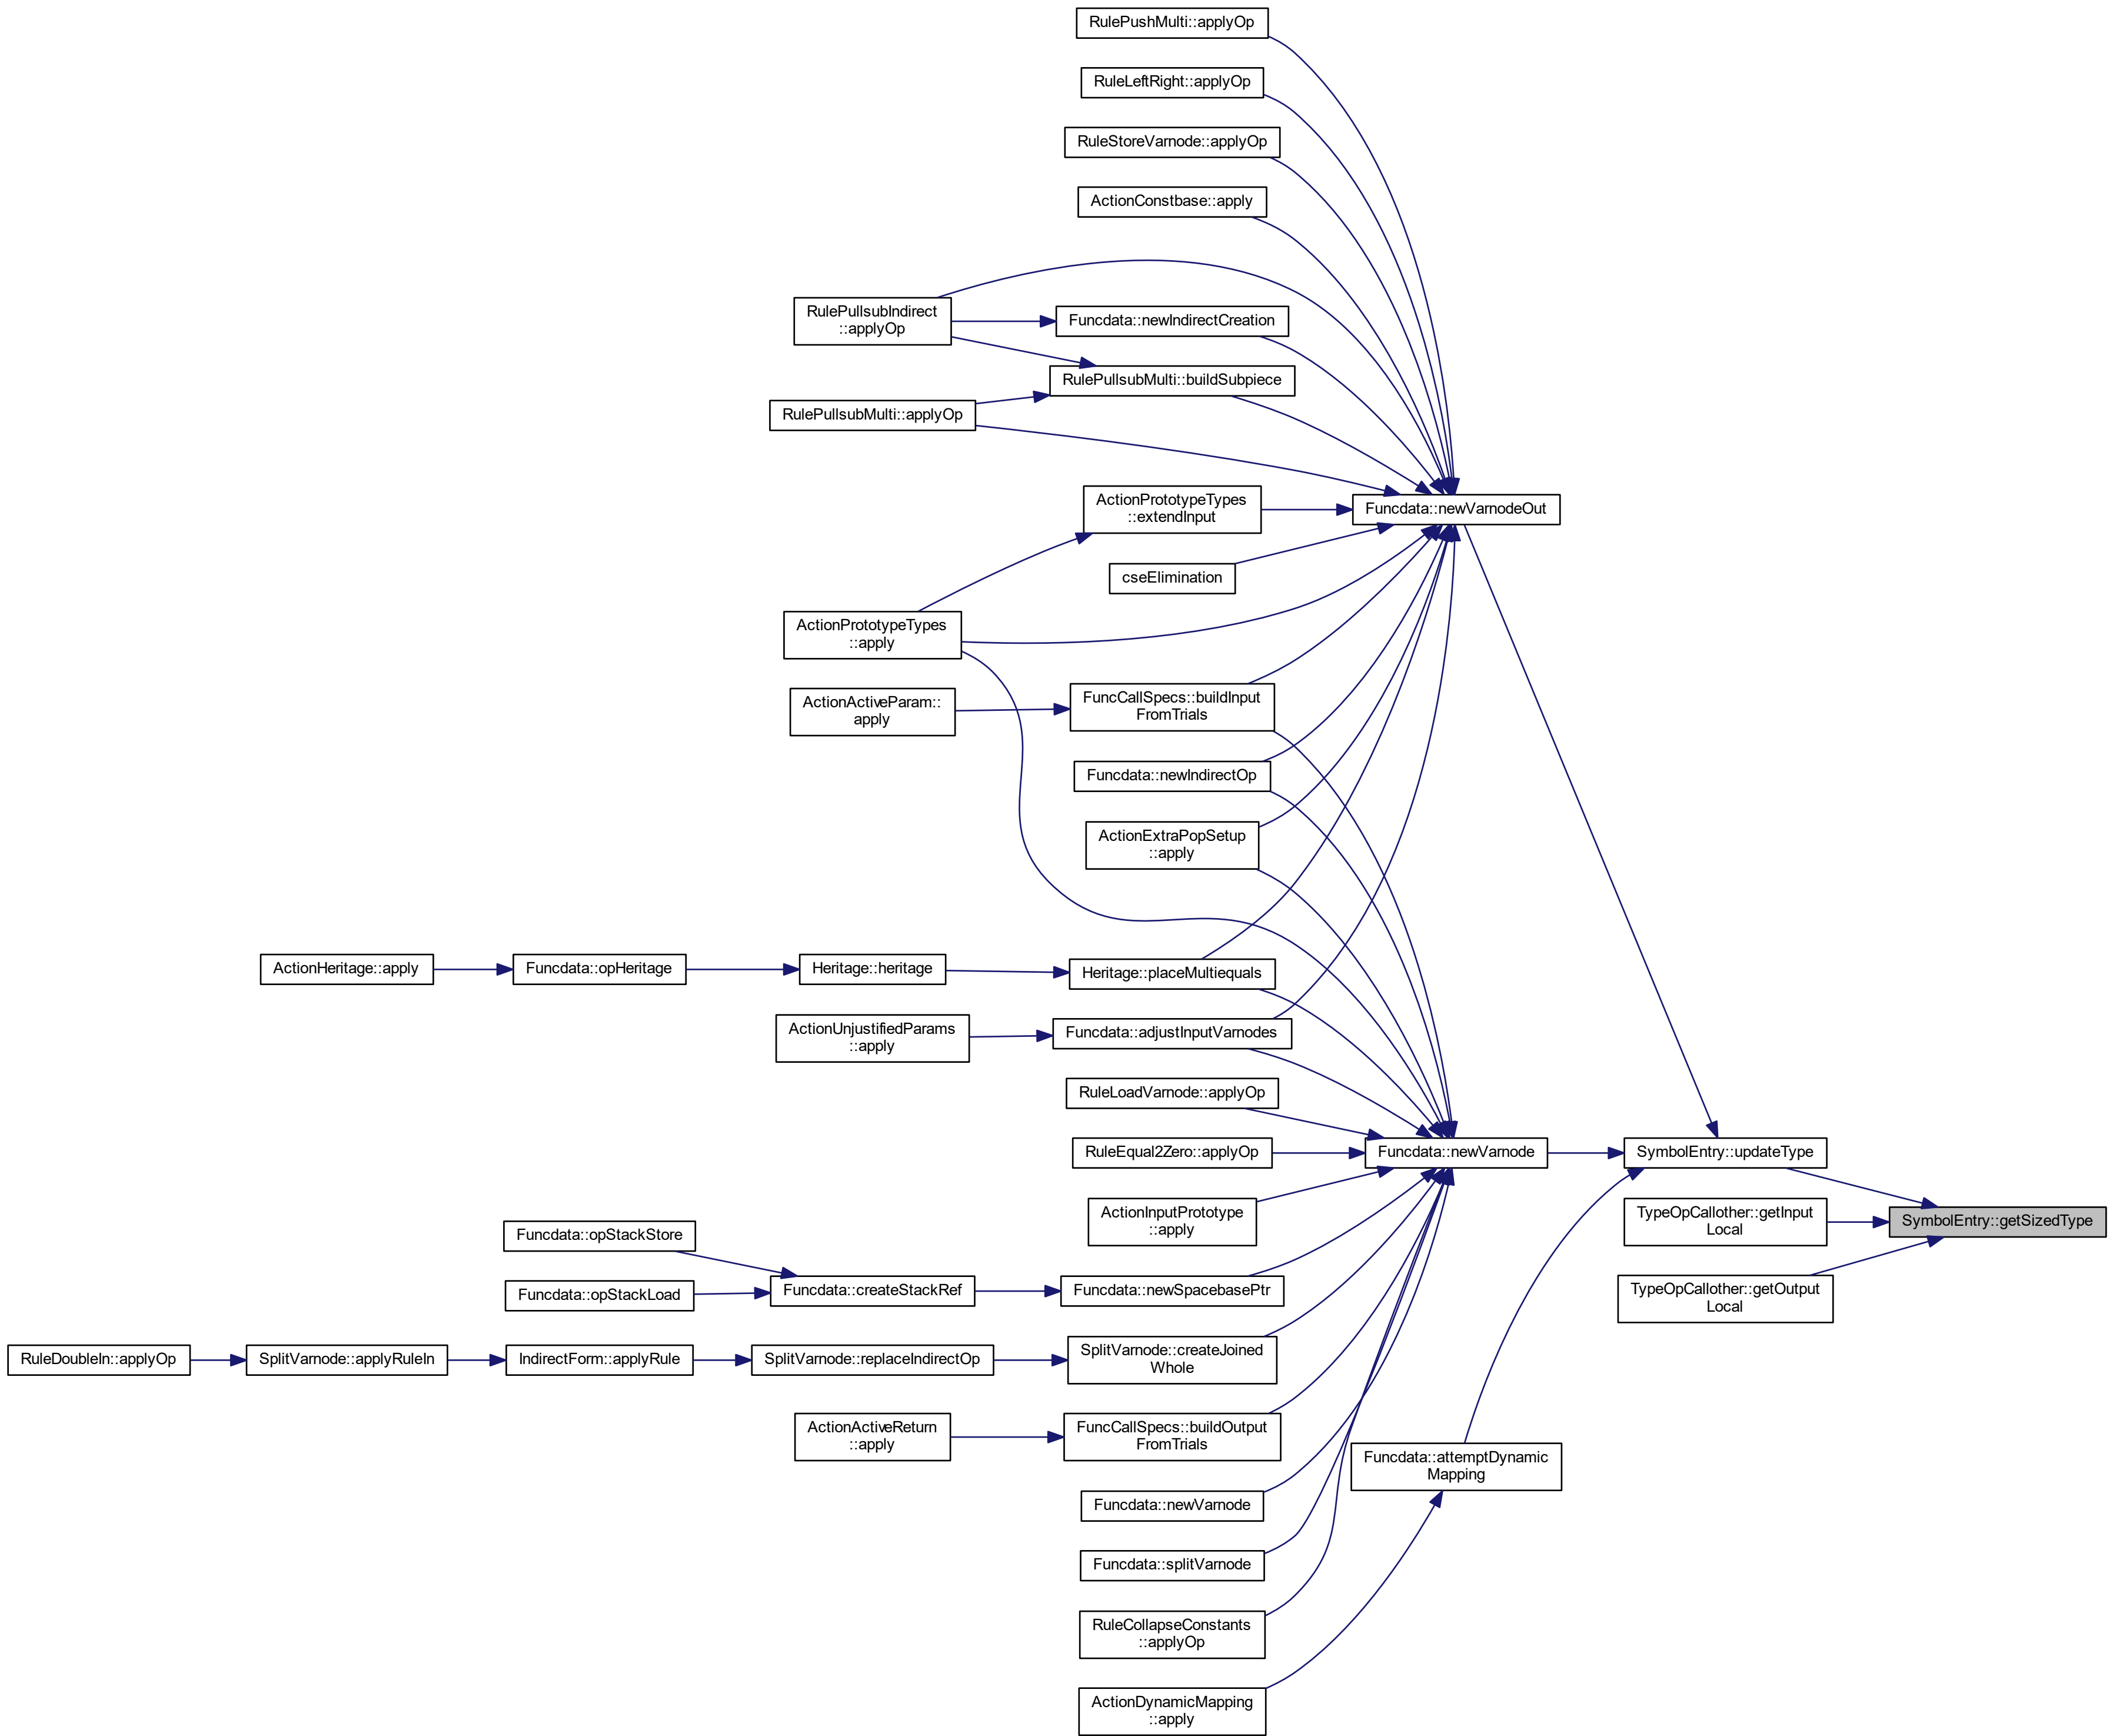 RulePushMulti::applyOp
RuleLeftRight::applyOp
RuleStoreVarnode::applyOp
ActionConstbase::apply
RulePullsubIndirect
::applyOp
Funcdata::newIndirectCreation
RulePullsubMulti::buildSubpiece
RulePullsubMulti::applyOp
ActionPrototypeTypes
::extendInput
Funcdata::newVarnodeOut
cseElimination
ActionPrototypeTypes
::apply
ActionActiveParam::
apply
FuncCallSpecs::buildInput
FromTrials
Funcdata::newIndirectOp
ActionExtraPopSetup
::apply
ActionHeritage::apply
Funcdata::opHeritage
Heritage::heritage
Heritage::placeMultiequals
ActionUnjustifiedParams
::apply
Funcdata::adjustInputVarnodes
RuleLoadVarnode::applyOp
RuleEqual2Zero::applyOp
Funcdata::newVarnode
SymbolEntry::updateType
ActionInputPrototype
::apply
TypeOpCallother::getInput
Local
SymbolEntry::getSizedType
Funcdata::opStackStore
Funcdata::opStackLoad
Funcdata::createStackRef
Funcdata::newSpacebasePtr
TypeOpCallother::getOutput
Local
RuleDoubleIn::applyOp
SplitVarnode::applyRuleIn
IndirectForm::applyRule
SplitVarnode::replaceIndirectOp
SplitVarnode::createJoined
Whole
ActionActiveReturn
::apply
FuncCallSpecs::buildOutput
FromTrials
Funcdata::attemptDynamic
Mapping
Funcdata::newVarnode
Funcdata::splitVarnode
RuleCollapseConstants
::applyOp
ActionDynamicMapping
::apply